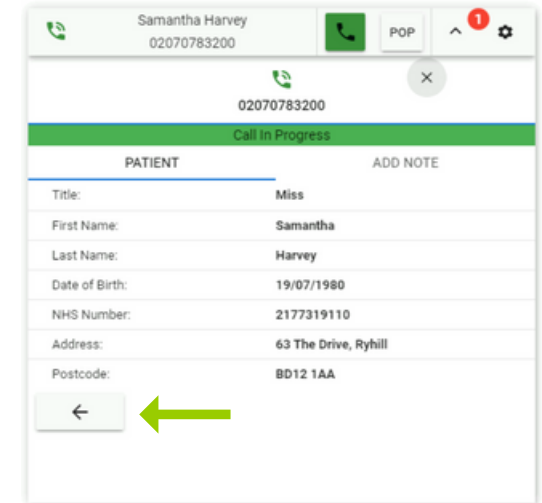 Samantha Harvey
02070783200
POP
1
02070783200
Call In Progress
PATIENT ADD NOTE
Title: Miss
First Name: Samantha
Last Name: Harvey
Date of Birth: 19/07/1980
NHS Number: 2177319110
Address: 63 The Drive, Ryhill
Postcode: BD12 1AA